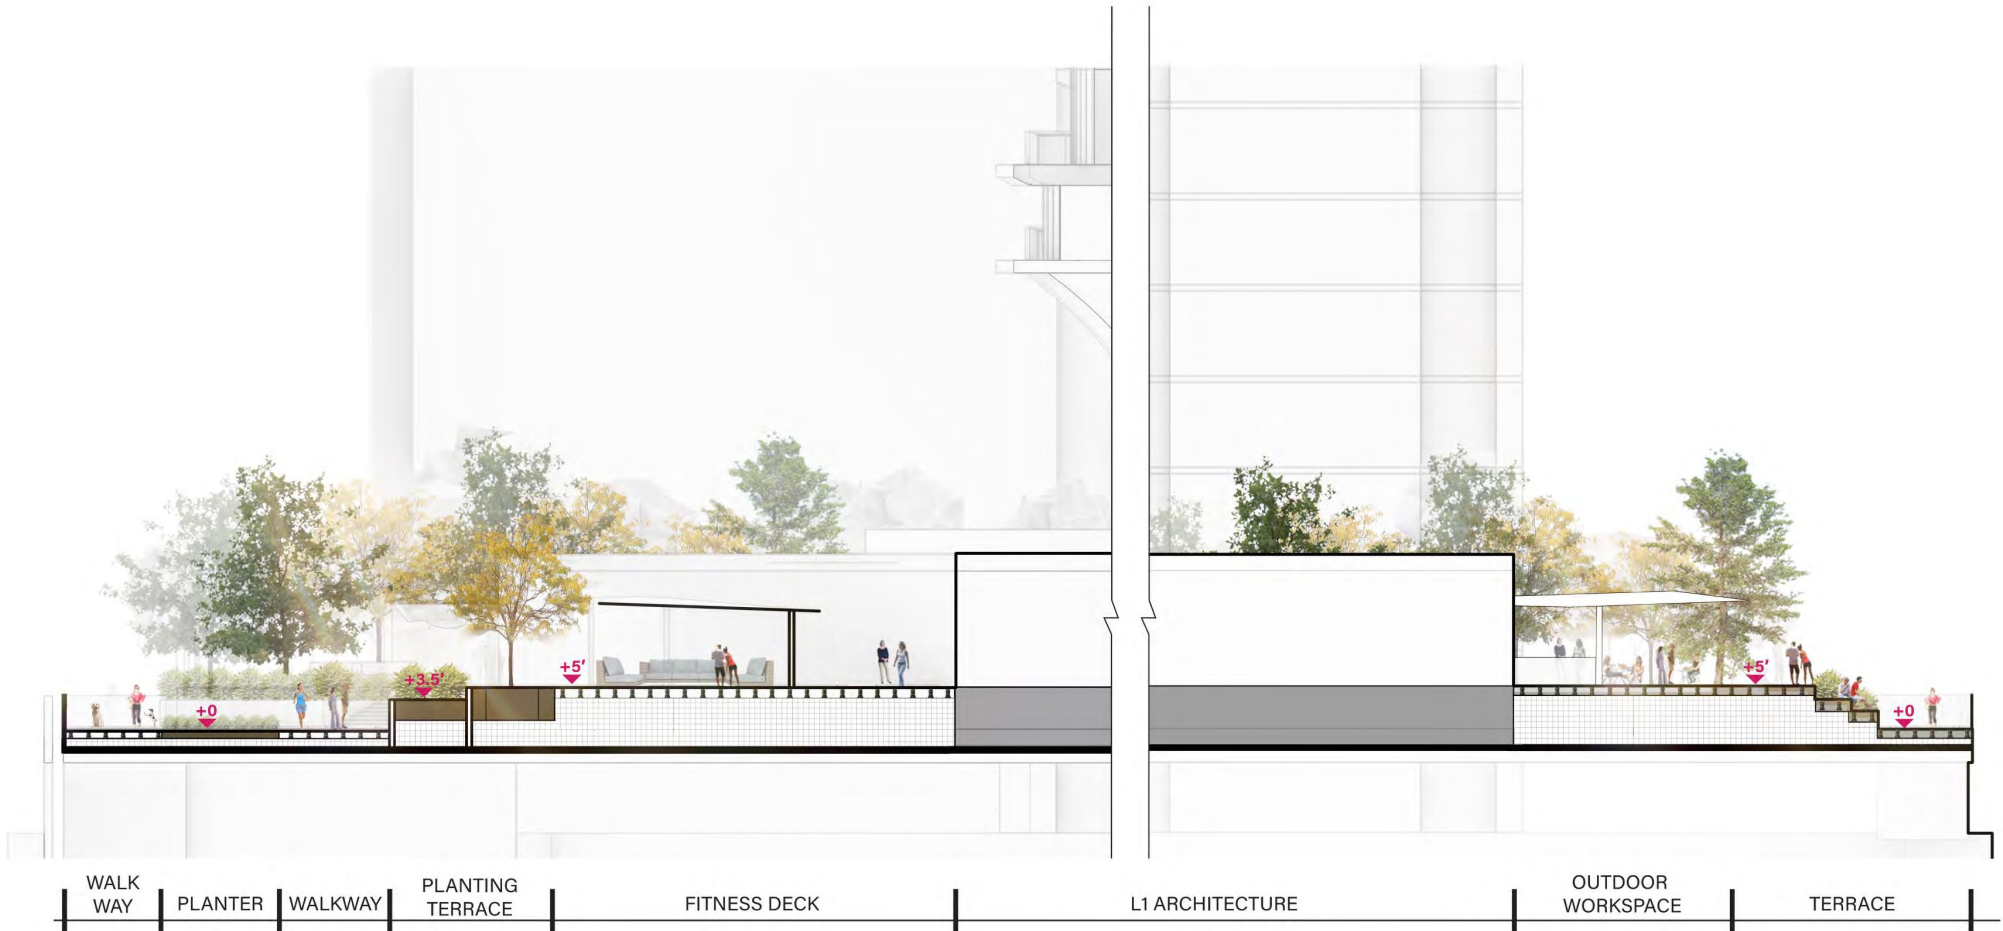 +5'
+3.5'
+0
+5'
+0
WALK
WAY
PLANTER
WALKWAY
PLANTING
TERRACE
FITNESS DECK
L1 ARCHITECTURE
OUTDOOR
WORKSPACE
TERRACE